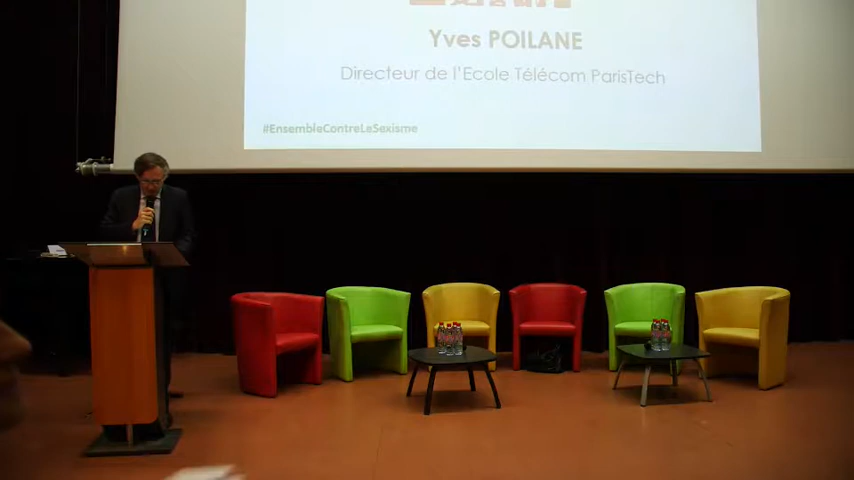 Yves POILANE
Directeur de l'Ecole Télécom ParisTech
#EnsembleContreLeSexisme